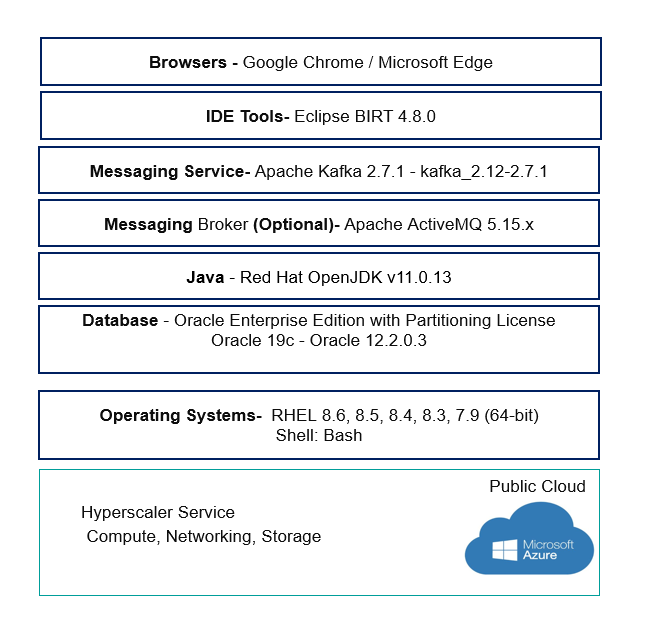 Browsers - Google Chrome / Microsoft Edge
IDE Tools- Eclipse BIRT 4.8.0
Messaging Service- Apache Kafka 2.7.1 - kafka_2.12-2.7.1
Messaging Broker (Optional)- Apache ActiveMQ 5.15.x
Java - Red Hat OpenJDK v11.0.13
Database - Oracle Enterprise Edition with Partitioning License
Oracle 19c - Oracle 12.2.0.3
Operating Systems- RHEL 8.6, 8.5, 8.4, 8.3, 7.9 (64-bit)
Shell: Bash
Public Cloud
Hyperscaler Service
Compute, Networking, Storage
Microsoft
Azure